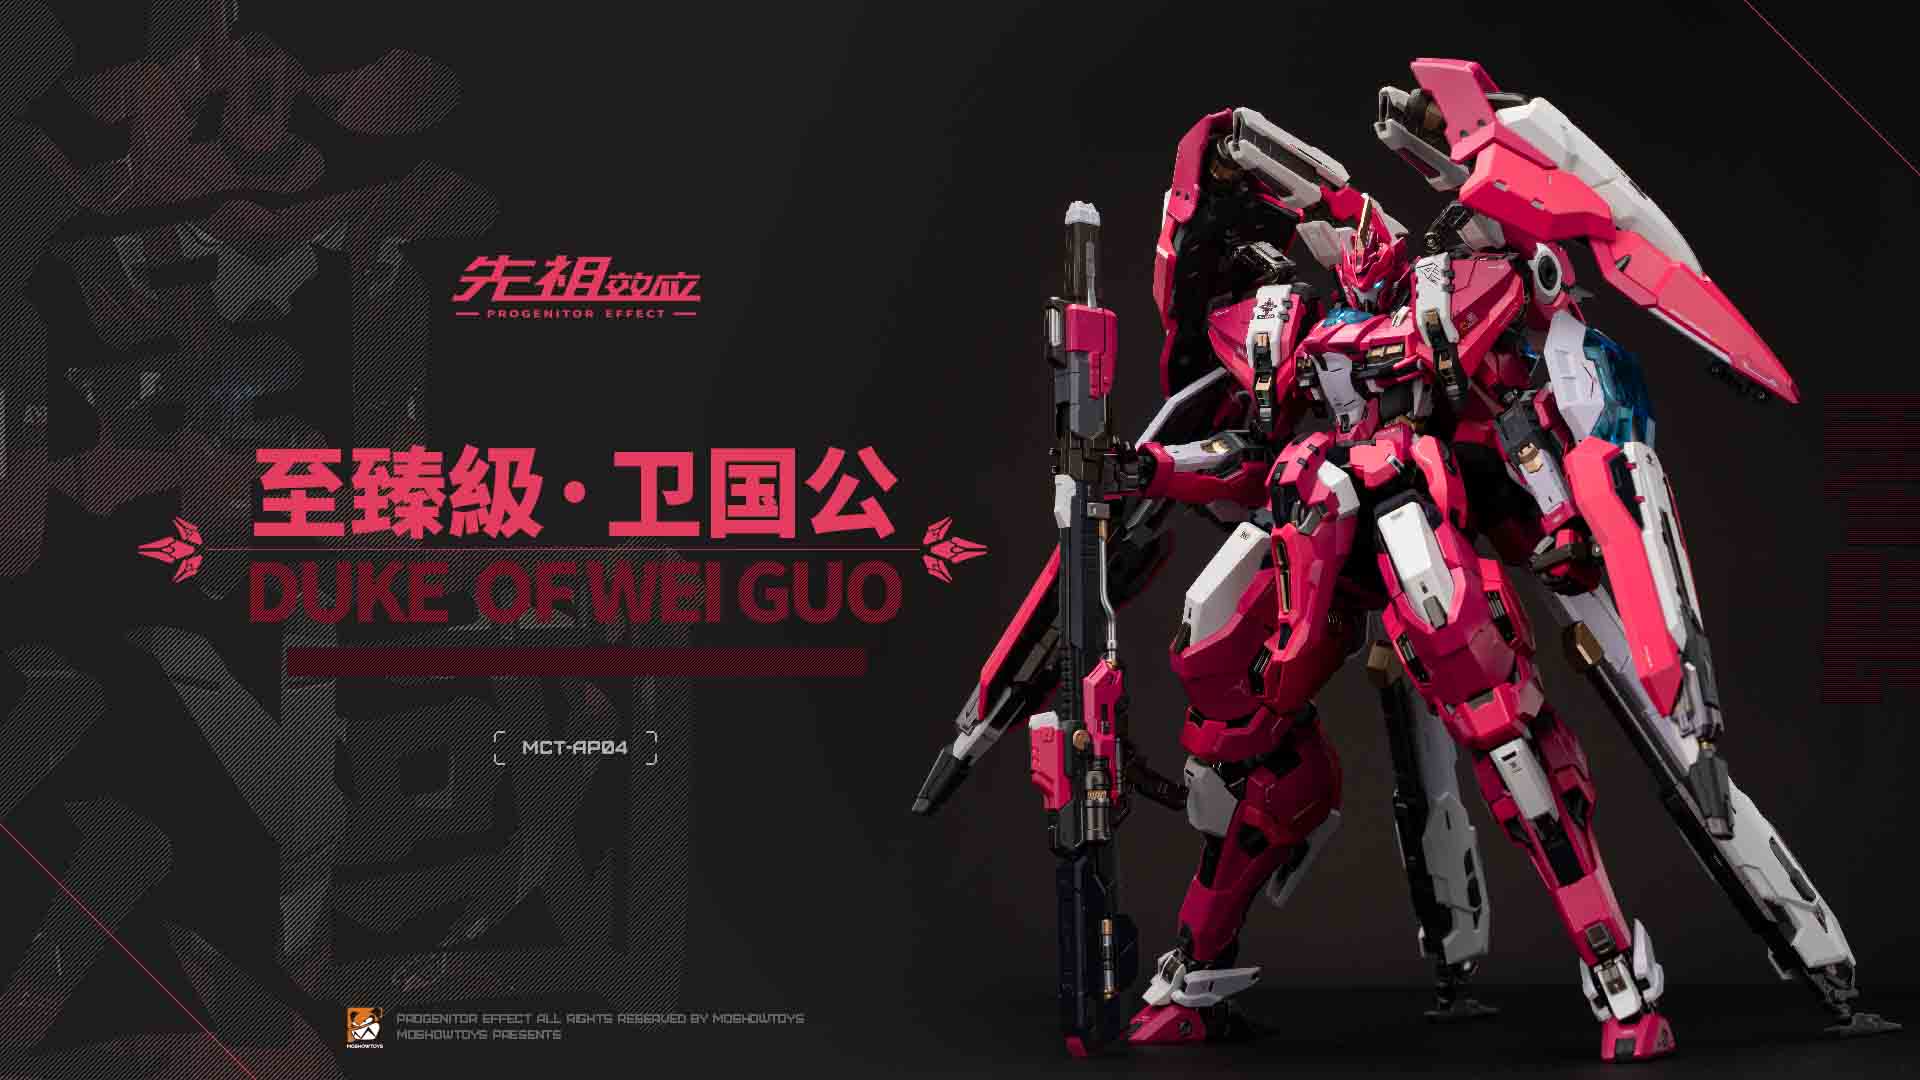 先祖效应
PROGENITOR EFFECT
至臻級·卫国公
DUKE OF WEI GUO
MCT-AP04
PROGENITOR EFFECT ALL RIGHTS RESERVED BY MOSHOWTOYS
MOSHOWTOYS PRESENTS
MOSHOWTOYS